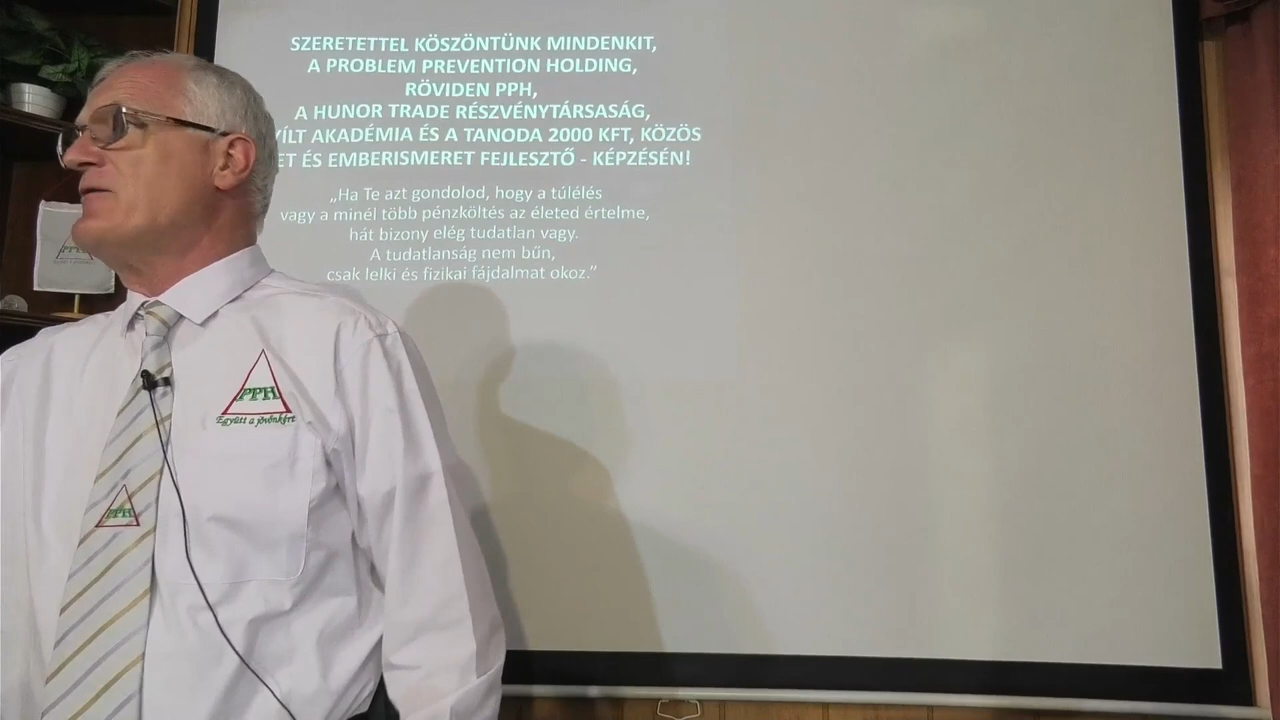 SZERETETTEL KÖSZÖNTÜNK MINDENKIT,
A PROBLEM PREVENTION HOLDING,
RÖVIDEN PPH,
A HUNOR TRADE RÉSZVÉNYTÁRSASÁG,
AKADÉMIA ÉS A TANODA 2000 KFT, KÖZÖS
ÉS EMBERISMERET FEJLESZTŐ - KÉPZÉSÉN!
„Ha Te azt gondolod, hogy a túlélés
vagy a minél több pénzköltés az életed értelme,
hát bizony elég tudatlan vagy.
A tudatlanság nem bűn,
csak lelki és fizikai fájdalmat okoz.”
PPH
PPH
Együtt a jövőnkért
PPH